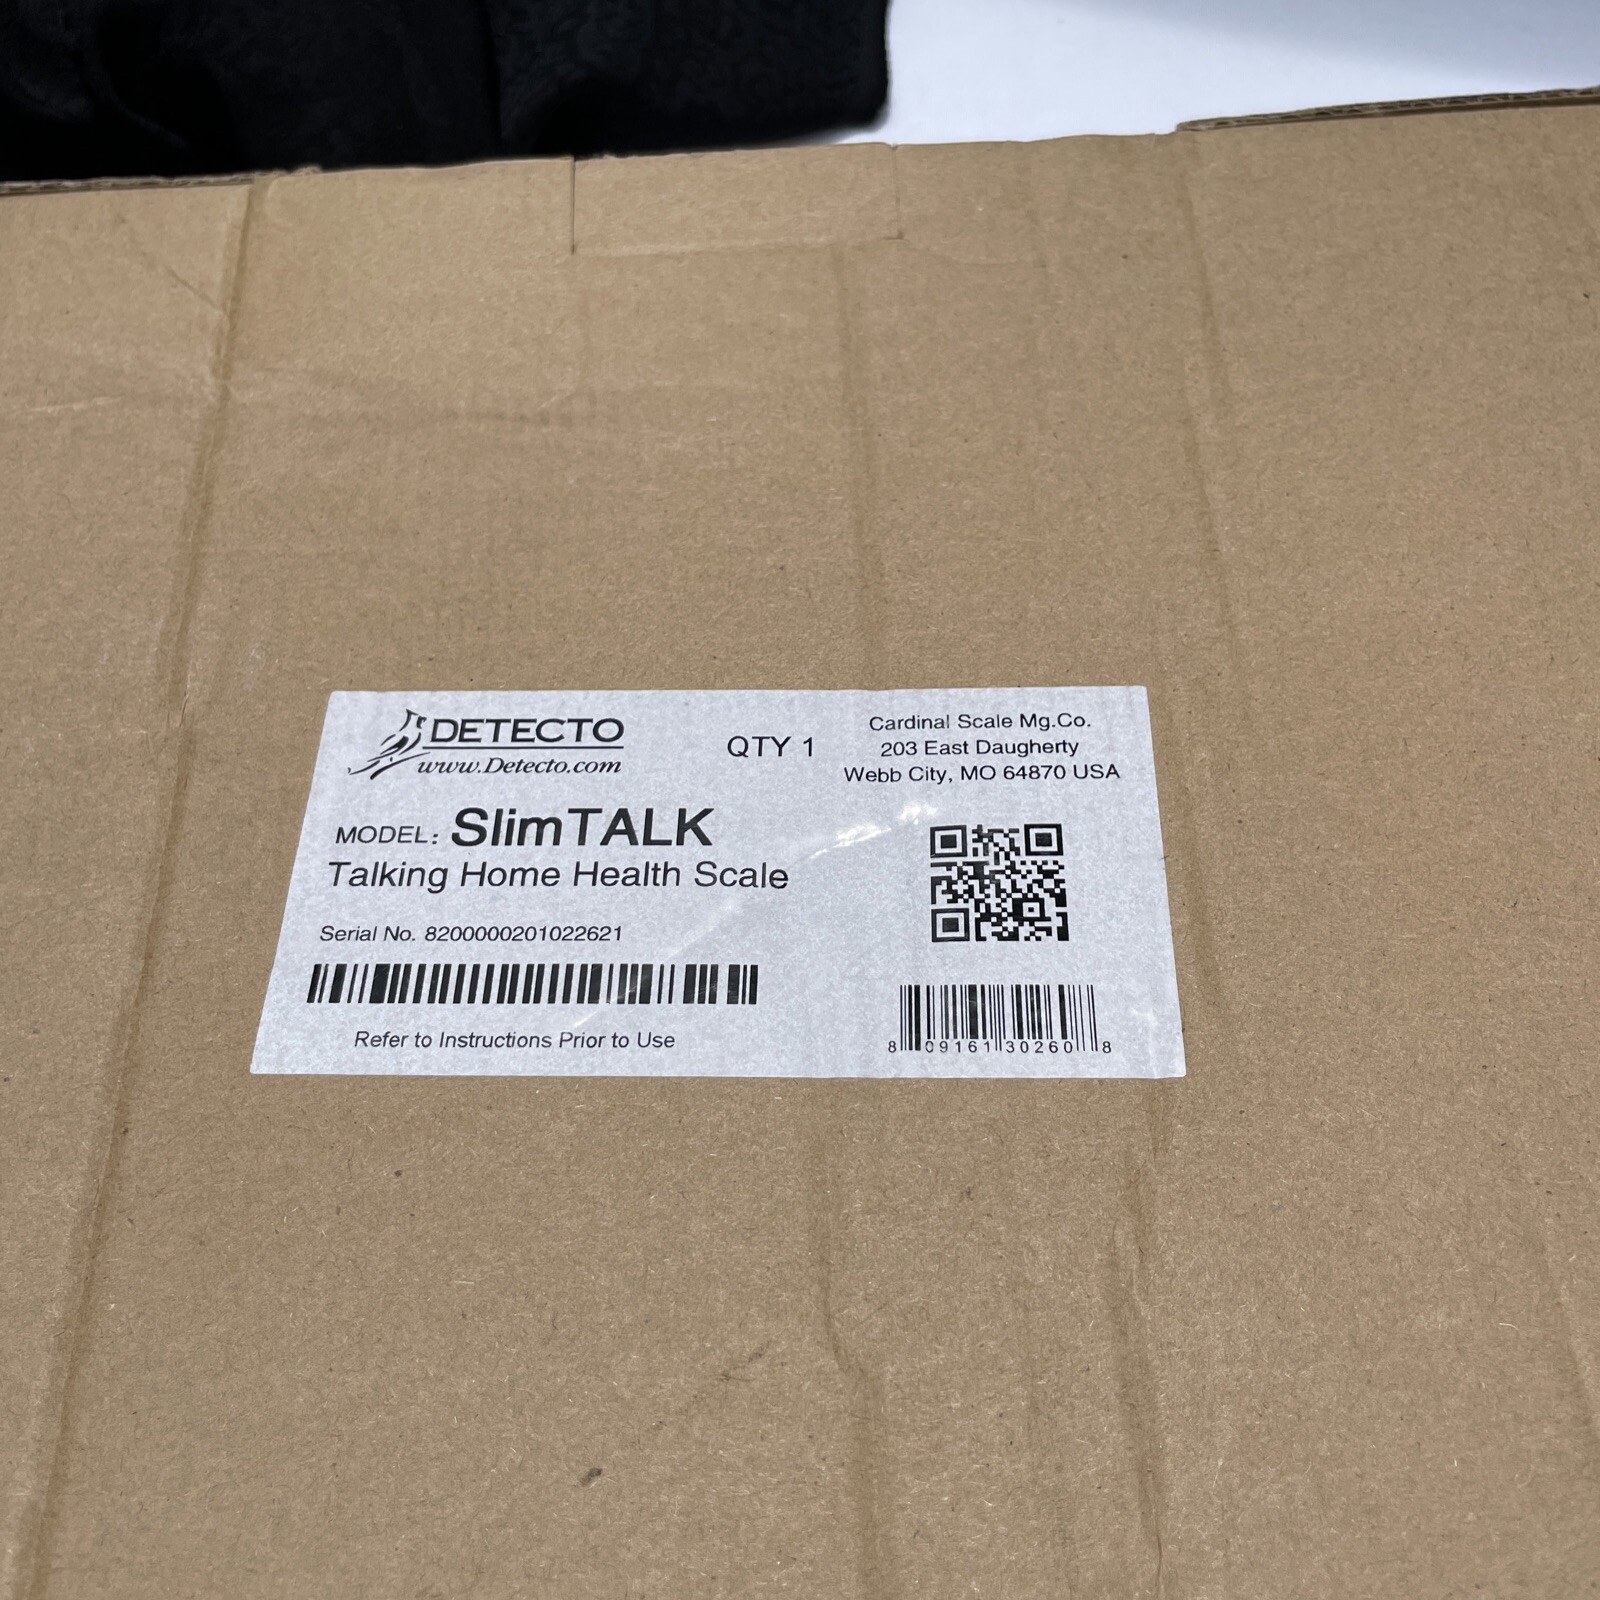 DETECTO
www.Detecto.com
QTY 1
Cardinal Scale Mg.Co.
203 East Daugherty
Webb City, MO 64870 USA
MODEL: SlimTALK
Talking Home Health Scale
Serial No. 8200000201022621
Refer to Instructions Prior to Use
8 09161 30260 8